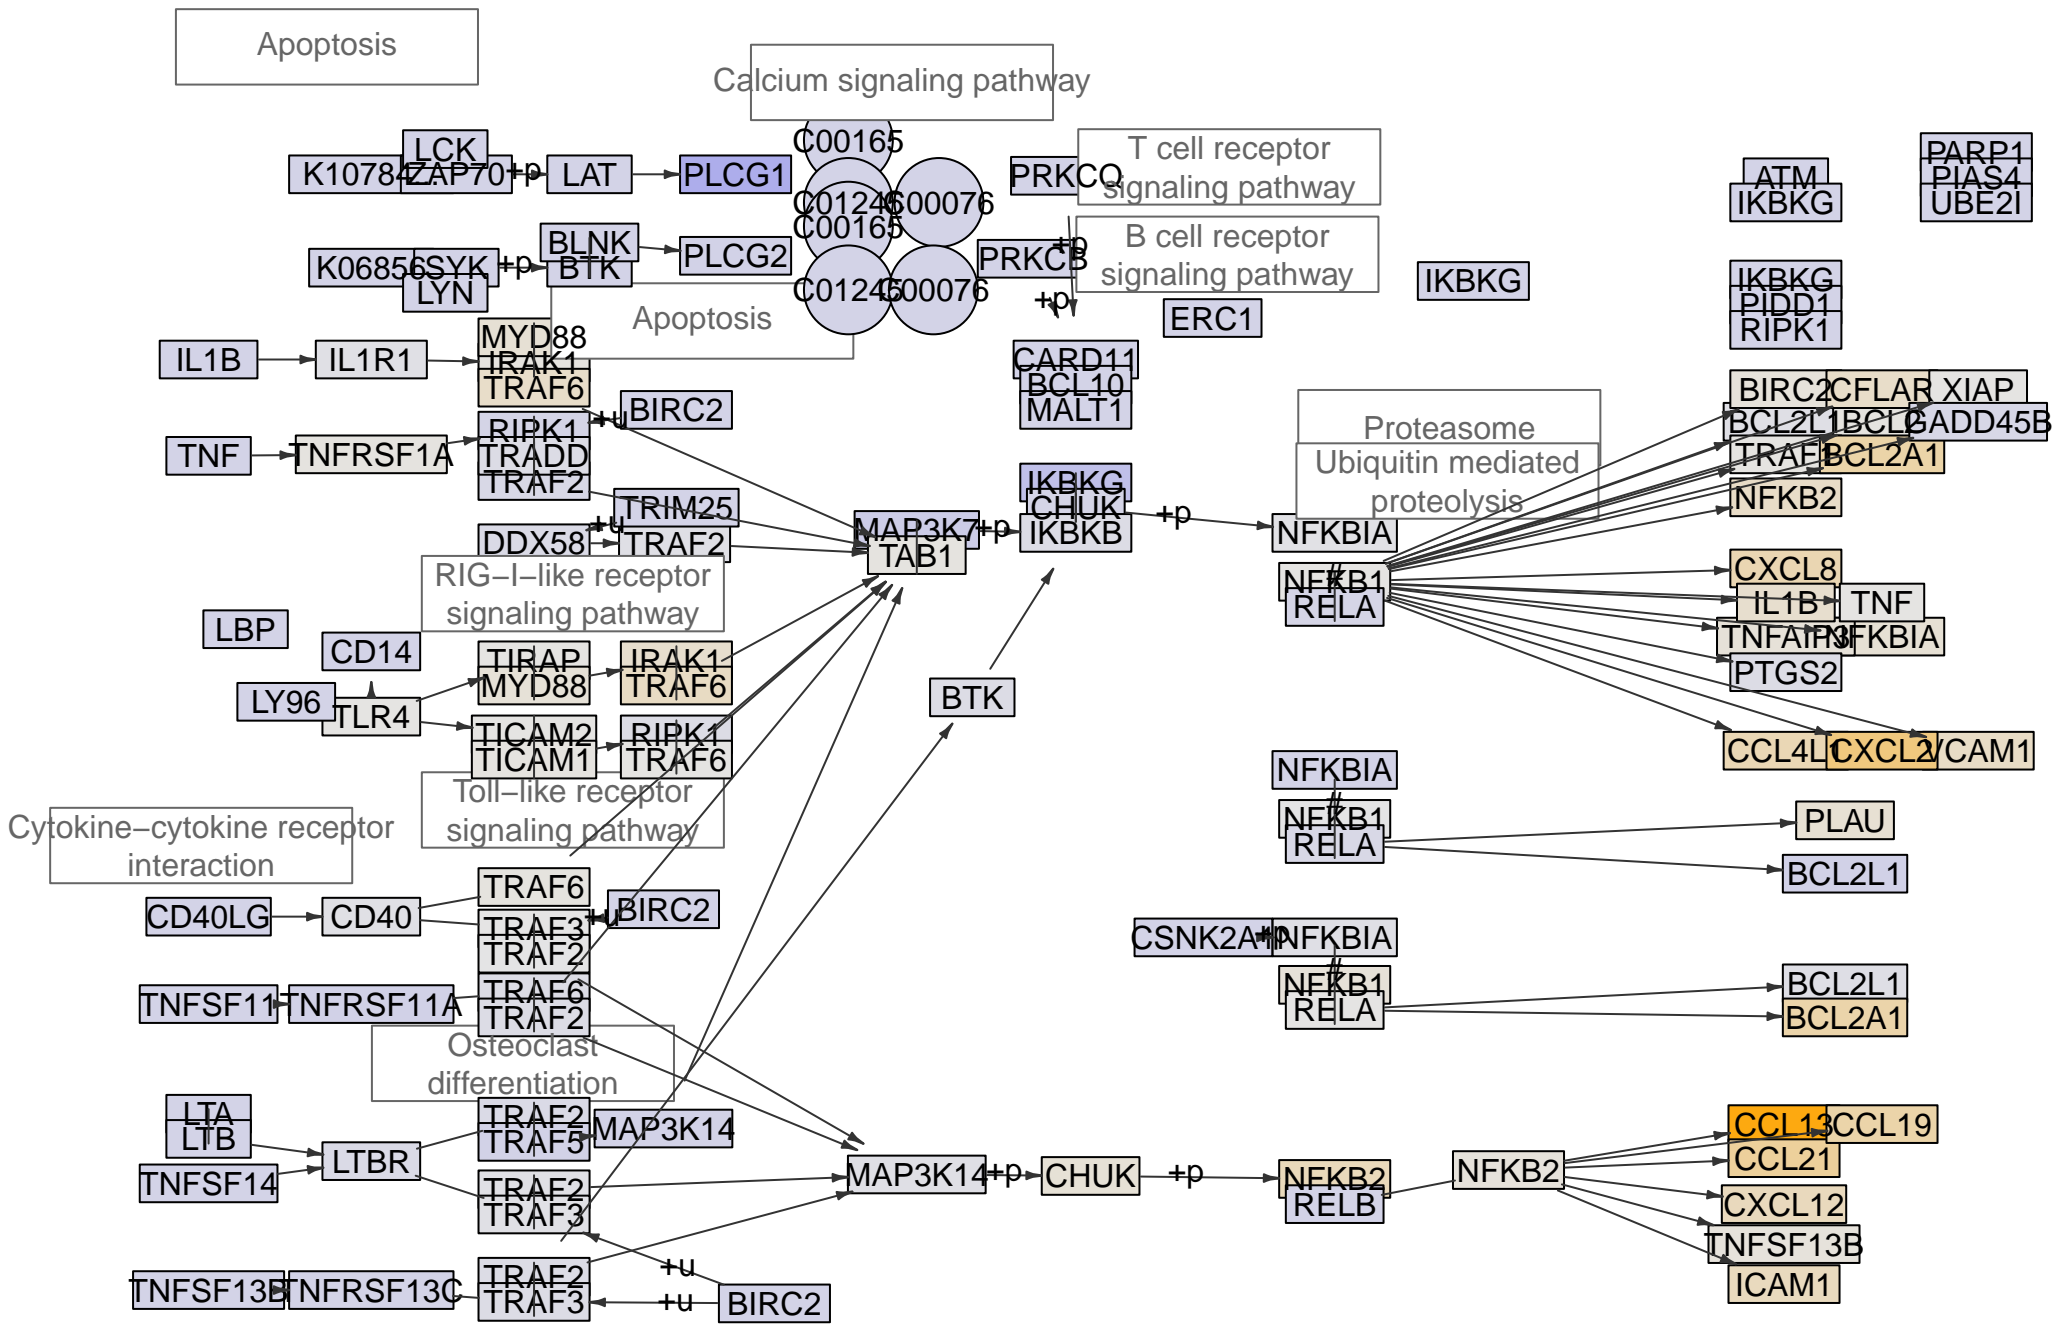 Apoptosis
Calcium signaling pathway
C00165
T cell receptor
signaling pathway
PARP1
LCK
K10784
ZAP70
+p
LAT
PLCG1
PRKCQ
ATM
PIAS4
C01246
C00076
IKBKG
UBE2I
C00165
B cell receptor
signaling pathway
BLNK
+p
K06856
SYK
+p
BTK
PLCG2
PRKCB
LYN
C01246
C00076
+p
IKBKG
IKBKG
PIDD1
RIPK1
Apoptosis
ERC1
MYD88
IL1B
IL1R1
IRAK1
TRAF6
CARD11
BCL10
MALT1
BIRC2
CFLAR
XIAP
+u
BIRC2
RIPK1
Proteasome
BCL2L1
BCL2
GADD45B
TNF
TNFRSF1A
TRADD
TRAF2
Ubiquitin mediated
proteolysis
TRAF1
BCL2A1
IKBKG
NFKB2
TRIM25
+u
CHUK
+p
MAP3K7
+p
IKBKB
NFKBIA
DDX58
TRAF2
TAB1
RIG−I−like receptor
signaling pathway
NFKB1
RELA
CXCL8
IL1B
TNF
LBP
CD14
TNFAIP3
NFKBIA
TIRAP
MYD88
IRAK1
TRAF6
PTGS2
LY96
TLR4
BTK
TICAM2
TICAM1
RIPK1
TRAF6
CCL4L1
CXCL2
VCAM1
NFKBIA
Toll−like receptor
signaling pathway
Cytokine−cytokine receptor
interaction
NFKB1
RELA
PLAU
BCL2L1
TRAF6
CD40LG
CD40
TRAF3
+u
BIRC2
TRAF2
CSNK2A1
+p
NFKBIA
TNFSF11
TNFRSF11A
TRAF6
TRAF2
NFKB1
RELA
BCL2L1
BCL2A1
Osteoclast
differentiation
LTA
LTB
TRAF2
TRAF5
MAP3K14
CCL13
CCL19
LTBR
CCL21
TNFSF14
TRAF2
TRAF3
MAP3K14
+p
CHUK
+p
NFKB2
RELB
NFKB2
CXCL12
TNFSF13B
TNFSF13B
TNFRSF13C
TRAF2
TRAF3
+u
+u
BIRC2
ICAM1